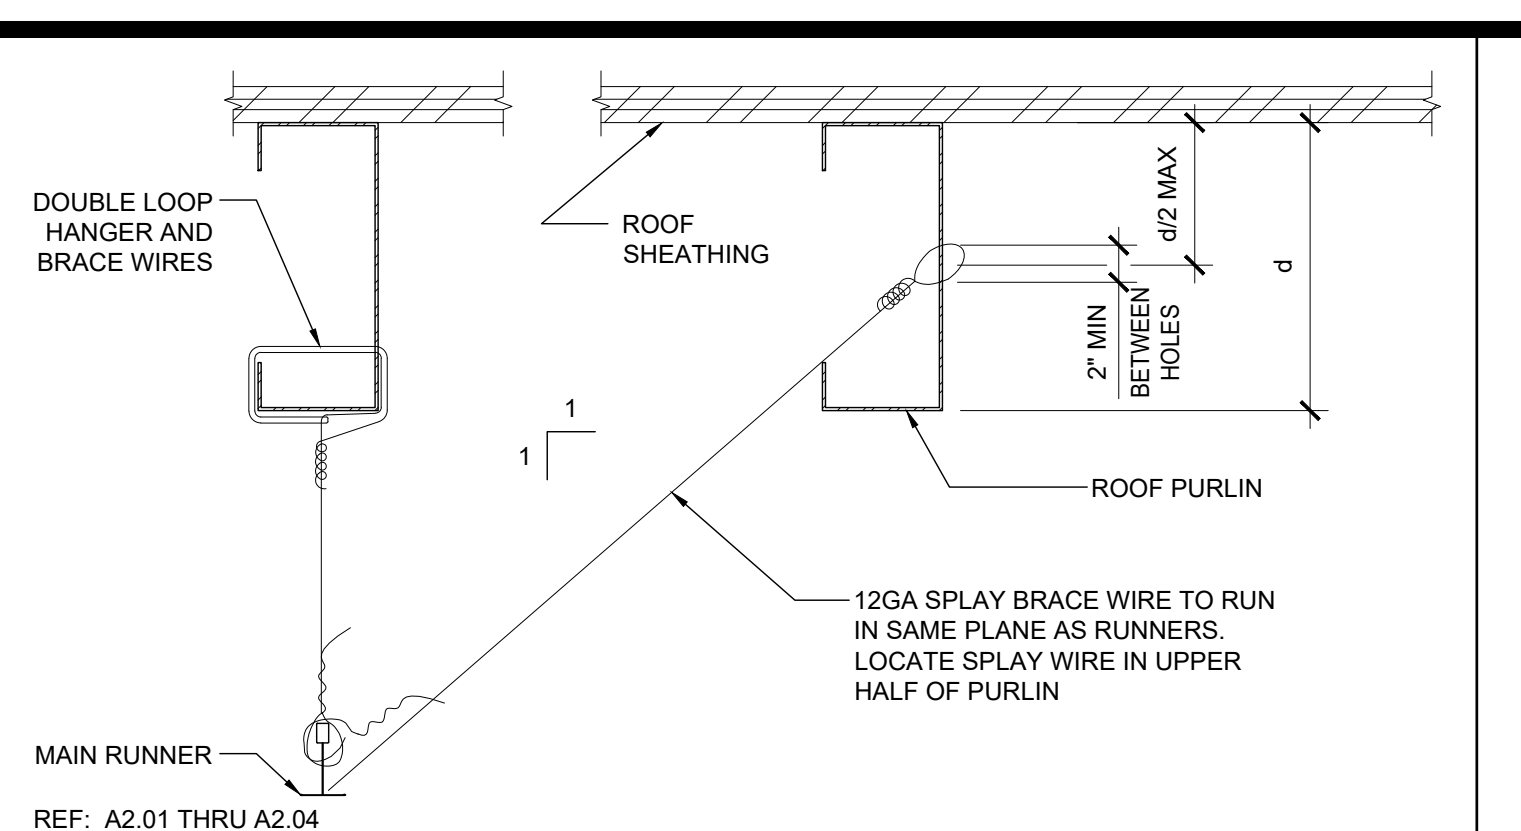 DOUBLE LOOP
HANGER AND
BRACE WIRES
ROOF
SHEATHING
d/2 MAX
d
2" MIN
BETWEEN
HOLES
1
1
ROOF PURLIN
12GA SPLAY BRACE WIRE TO RUN
IN SAME PLANE AS RUNNERS.
LOCATE SPLAY WIRE IN UPPER
HALF OF PURLIN
MAIN RUNNER
REF: A2.01 THRU A2.04